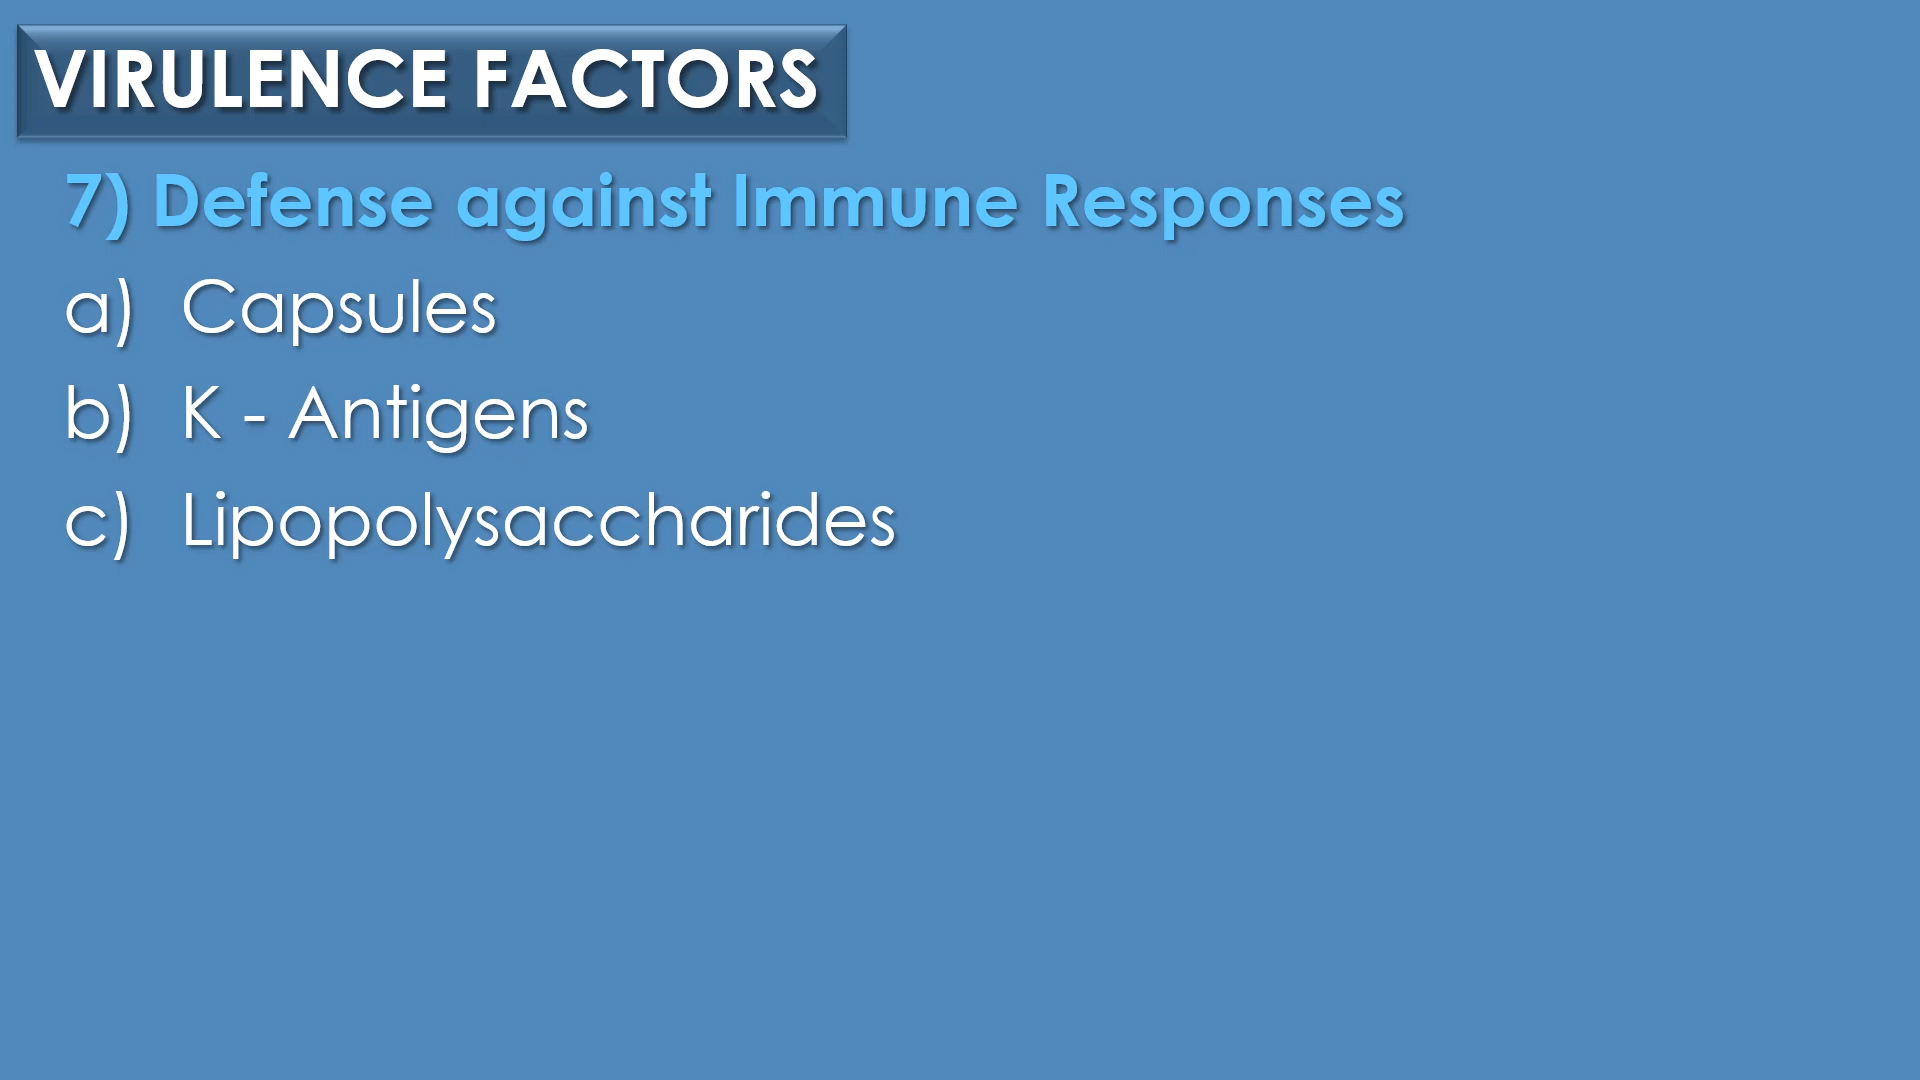 VIRULENCE FACTORS
7) Defense against Immune Responses
a) Capsules
b) K - Antigens
c) Lipopolysaccharides